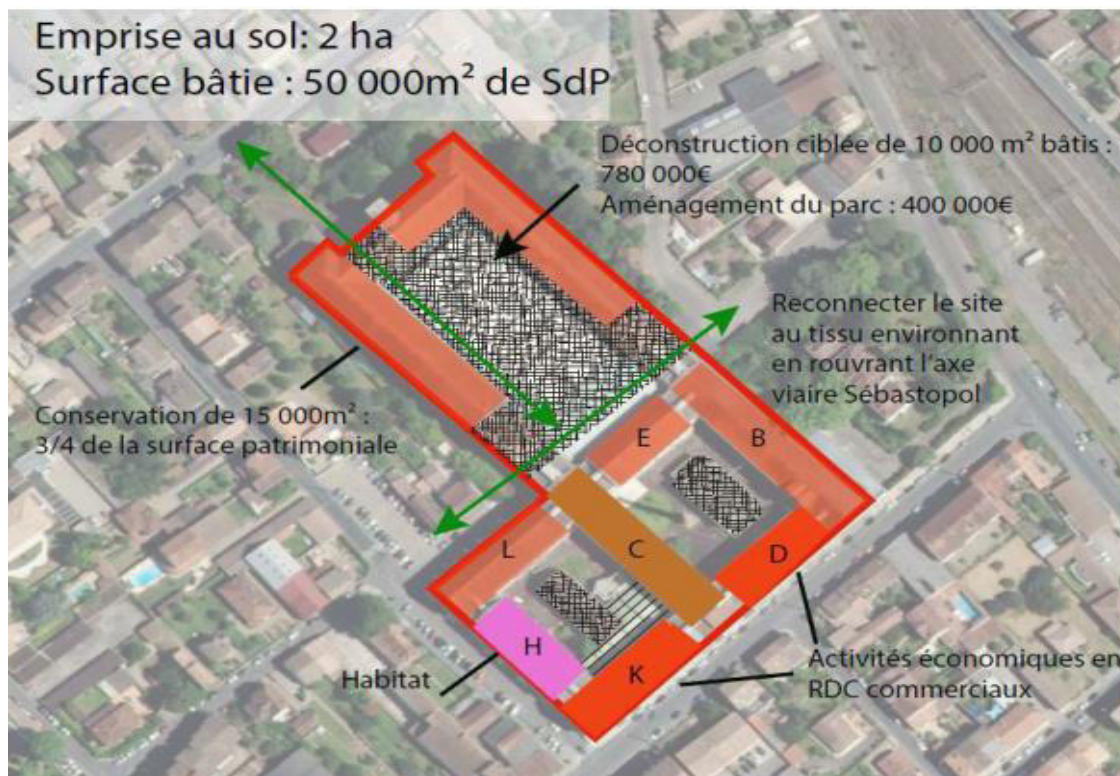 Emprise au sol: 2 ha
Surface bâtie : 50 000m² de SdP
Déconstruction ciblée de 10 000 m² bâtis :
780 000€
Aménagement du parc : 400 000€
Reconnecter le site
au tissu environnant
en rouvrant l'axe
viaire Sébastopol
Conservation de 15 000m² :
3/4 de la surface patrimoniale
E
B
L
C
D
H
K
Habitat
Activités économiques en
RDC commerciaux